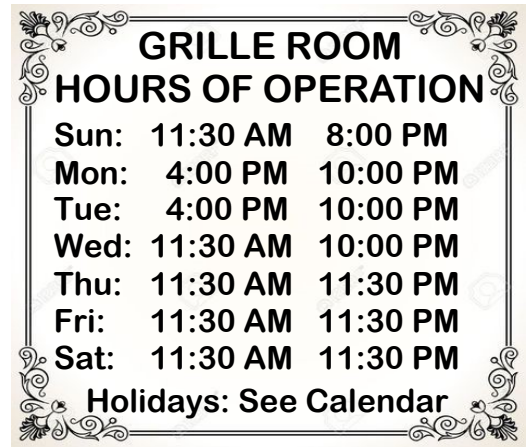 GRILLE ROOM
HOURS OF OPERATION
Sun: 11:30 AM 8:00 PM
Mon: 4:00 PM 10:00 PM
Tue: 4:00 PM 10:00 PM
Wed: 11:30 AM 10:00 PM
Thu: 11:30 AM 11:30 PM
Fri: 11:30 AM 11:30 PM
Sat: 11:30 AM 11:30 PM
Holidays: See Calendar